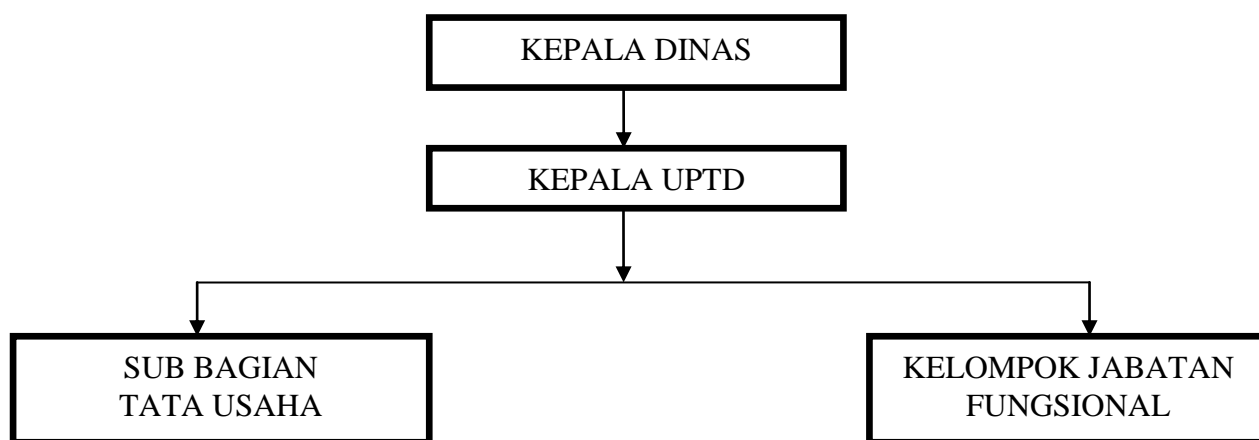 KEPALA DINAS
KEPALA UPTD
SUB BAGIAN
TATA USAHA
KELOMPOK JABATAN
FUNGSIONAL